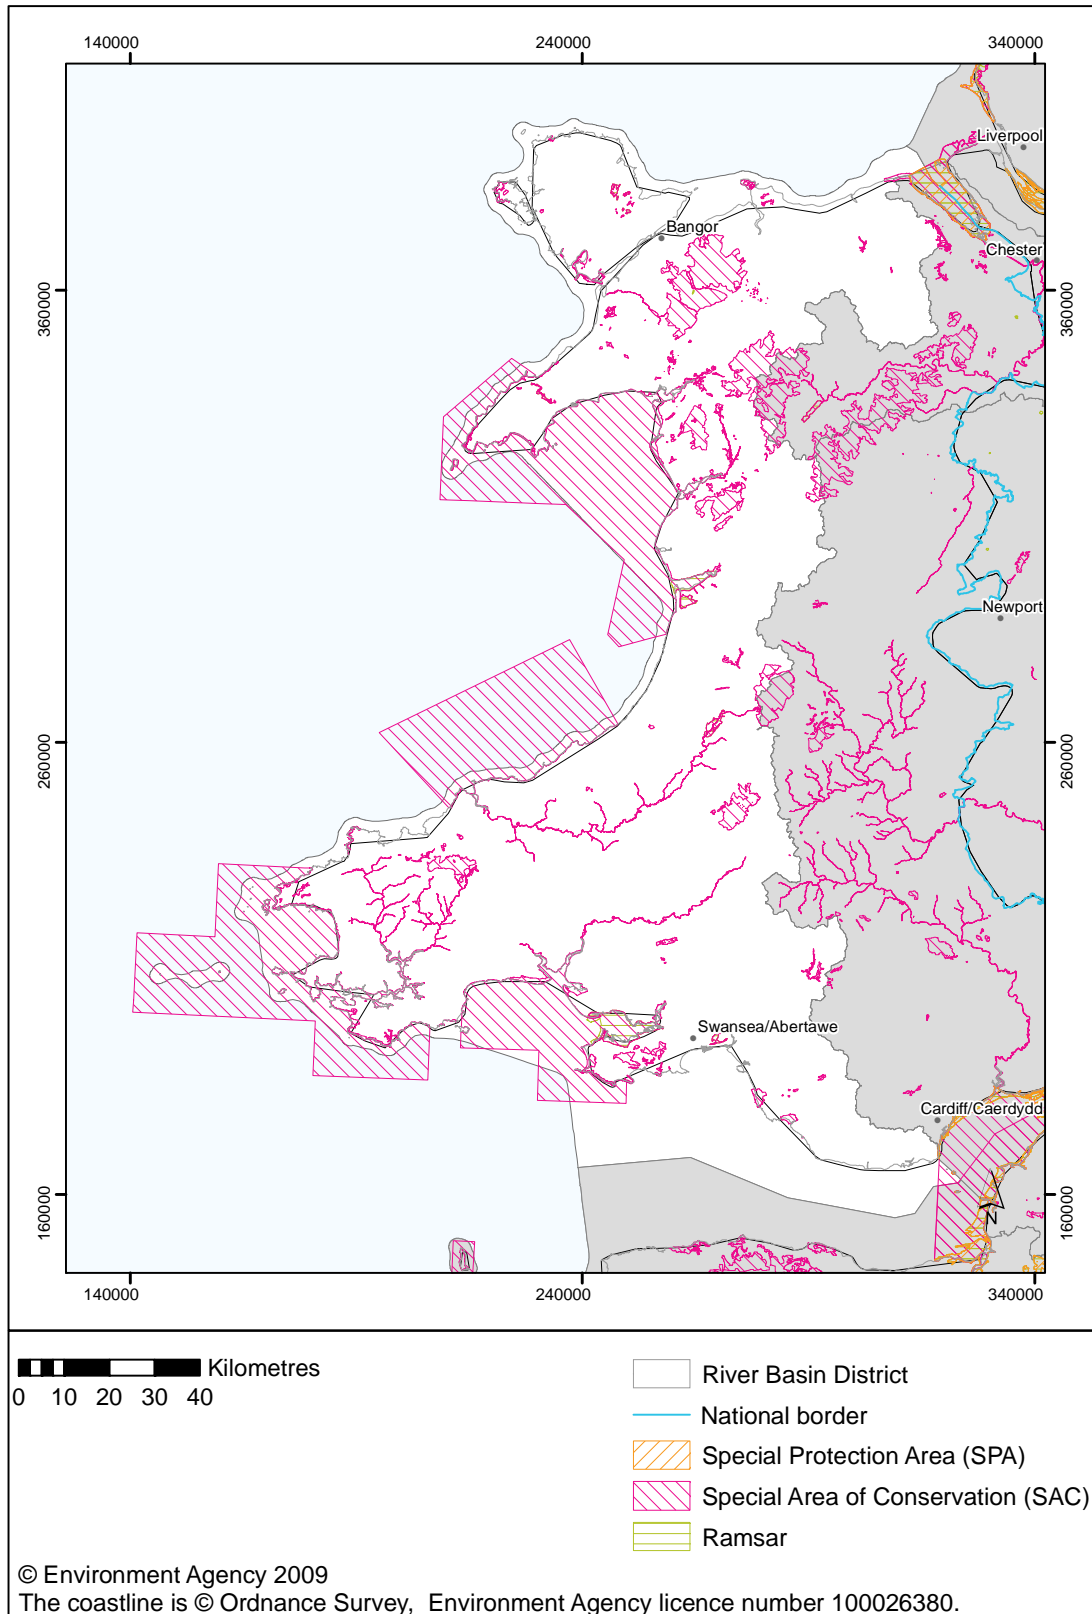 140000 240000 340000
Liverpool
Bangor
Chester
360000 360000
Newport
260000 260000
Swansea/Abertawe
Cardiff/Caerdydd
160000 160000
N
140000 240000 340000
Kilometres
0 10 20 30 40
River Basin District
National border
Special Protection Area (SPA)
Special Area of Conservation (SAC)
Ramsar
© Environment Agency 2009
The coastline is © Ordnance Survey, Environment Agency licence number 100026380.